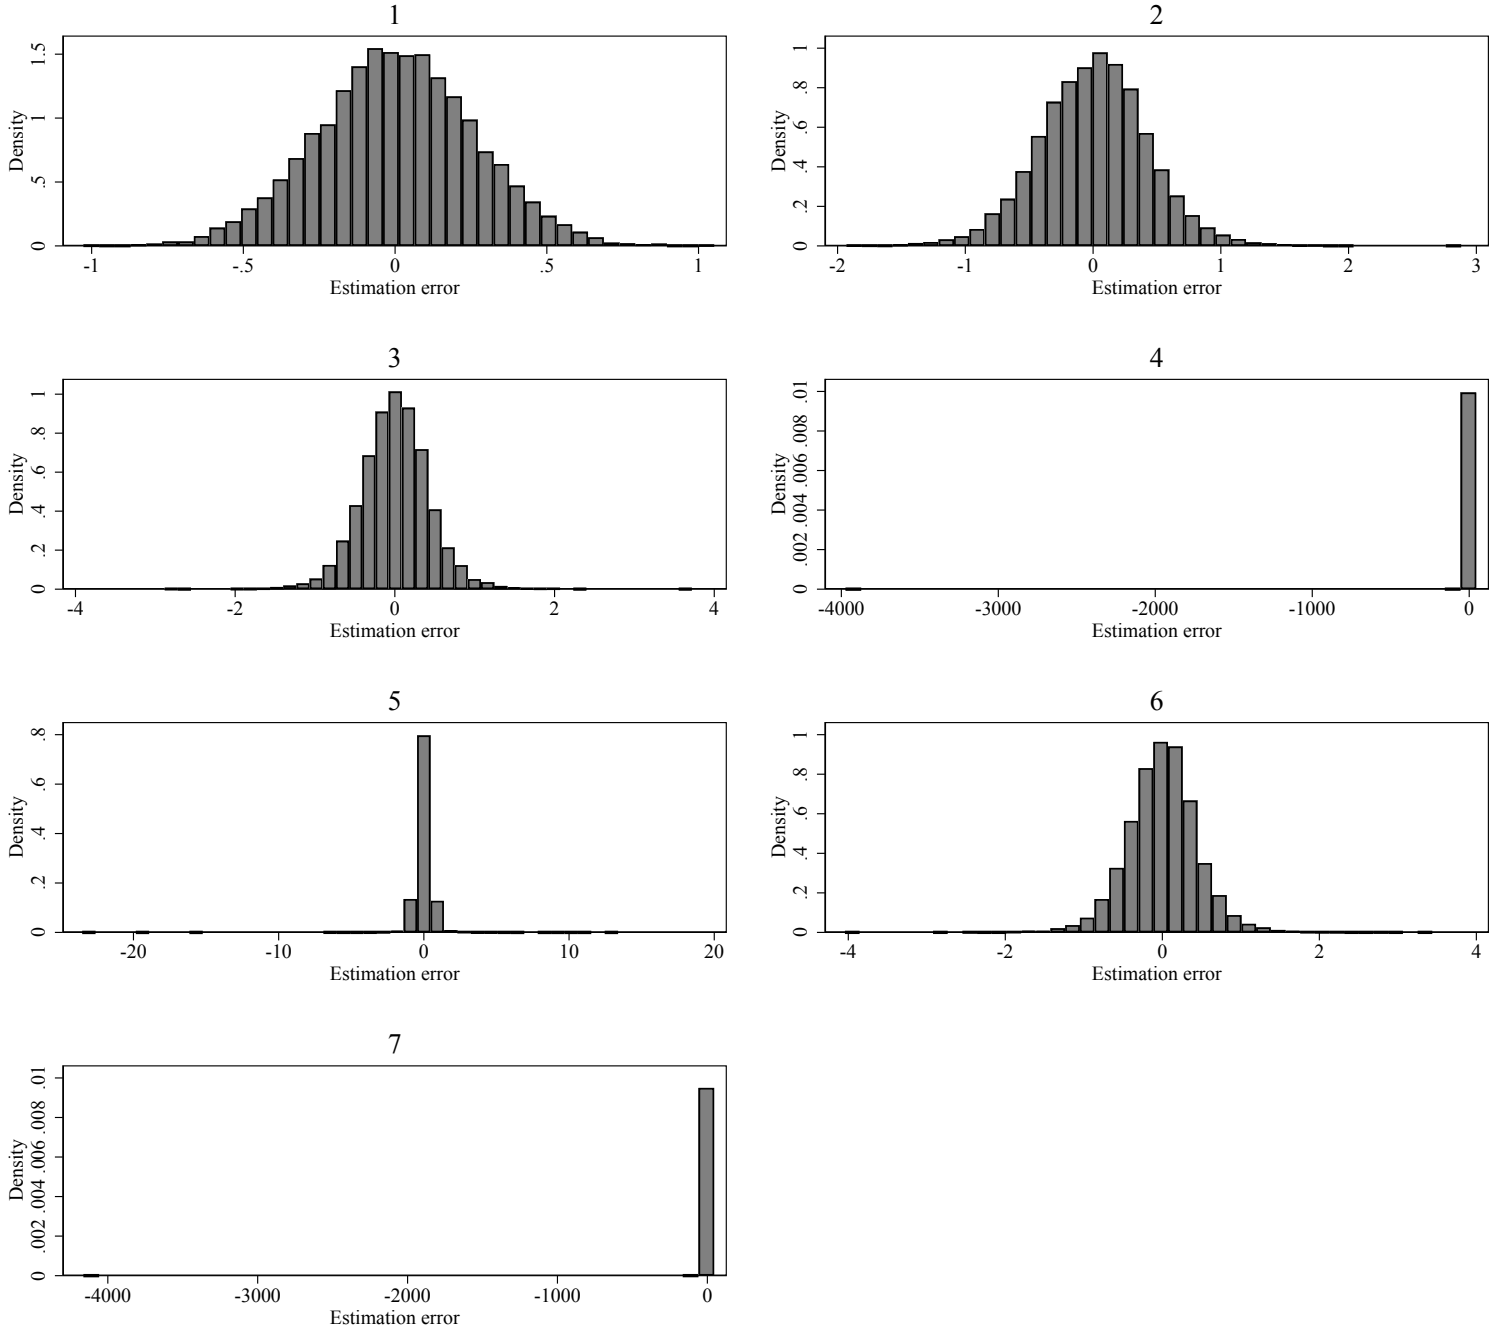 1
Density
0 .5 1 1.5
-1 -.5 0 .5 1
Estimation error
2
Density
0 .2 .4 .6 .8 1
-2 -1 0 1 2 3
Estimation error
3
Density
0 .2 .4 .6 .8 1
-4 -2 0 2 4
Estimation error
4
Density
0 .002 .004 .006 .008 .01
-4000 -3000 -2000 -1000 0
Estimation error
5
Density
0 .2 .4 .6 .8
-20 -10 0 10 20
Estimation error
6
Density
0 .2 .4 .6 .8 1
-4 -2 0 2 4
Estimation error
7
Density
0 .002 .004 .006 .008 .01
-4000 -3000 -2000 -1000 0
Estimation error